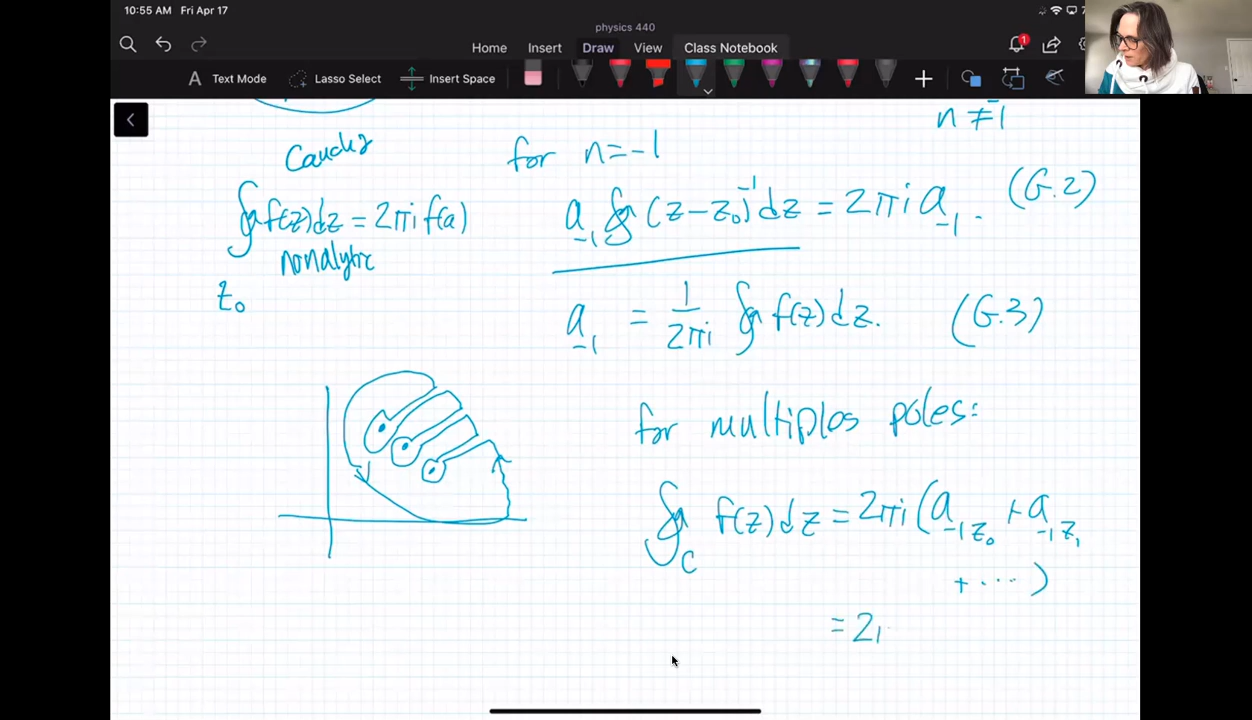 10:55 AM Fri Apr 17
physics 440
Home Insert Draw View Class Notebook
1
Text Mode Lasso Select Insert Space
n ≠ -1
Cauchy
for n = -1
∮f(z)dz = 2πi f(a)
a₋₁ ∮ (z-z₀)⁻¹ dz = 2πi a₋₁. (G.2)
nonalytic
z₀
a₋₁ = 1/2πi ∮ f(z)dz. (G.3)
for multiplos poles:
∮_C f(z)dz = 2πi (a₋₁z₀ + a₋₁z₁
+ ⋯ )
= 2